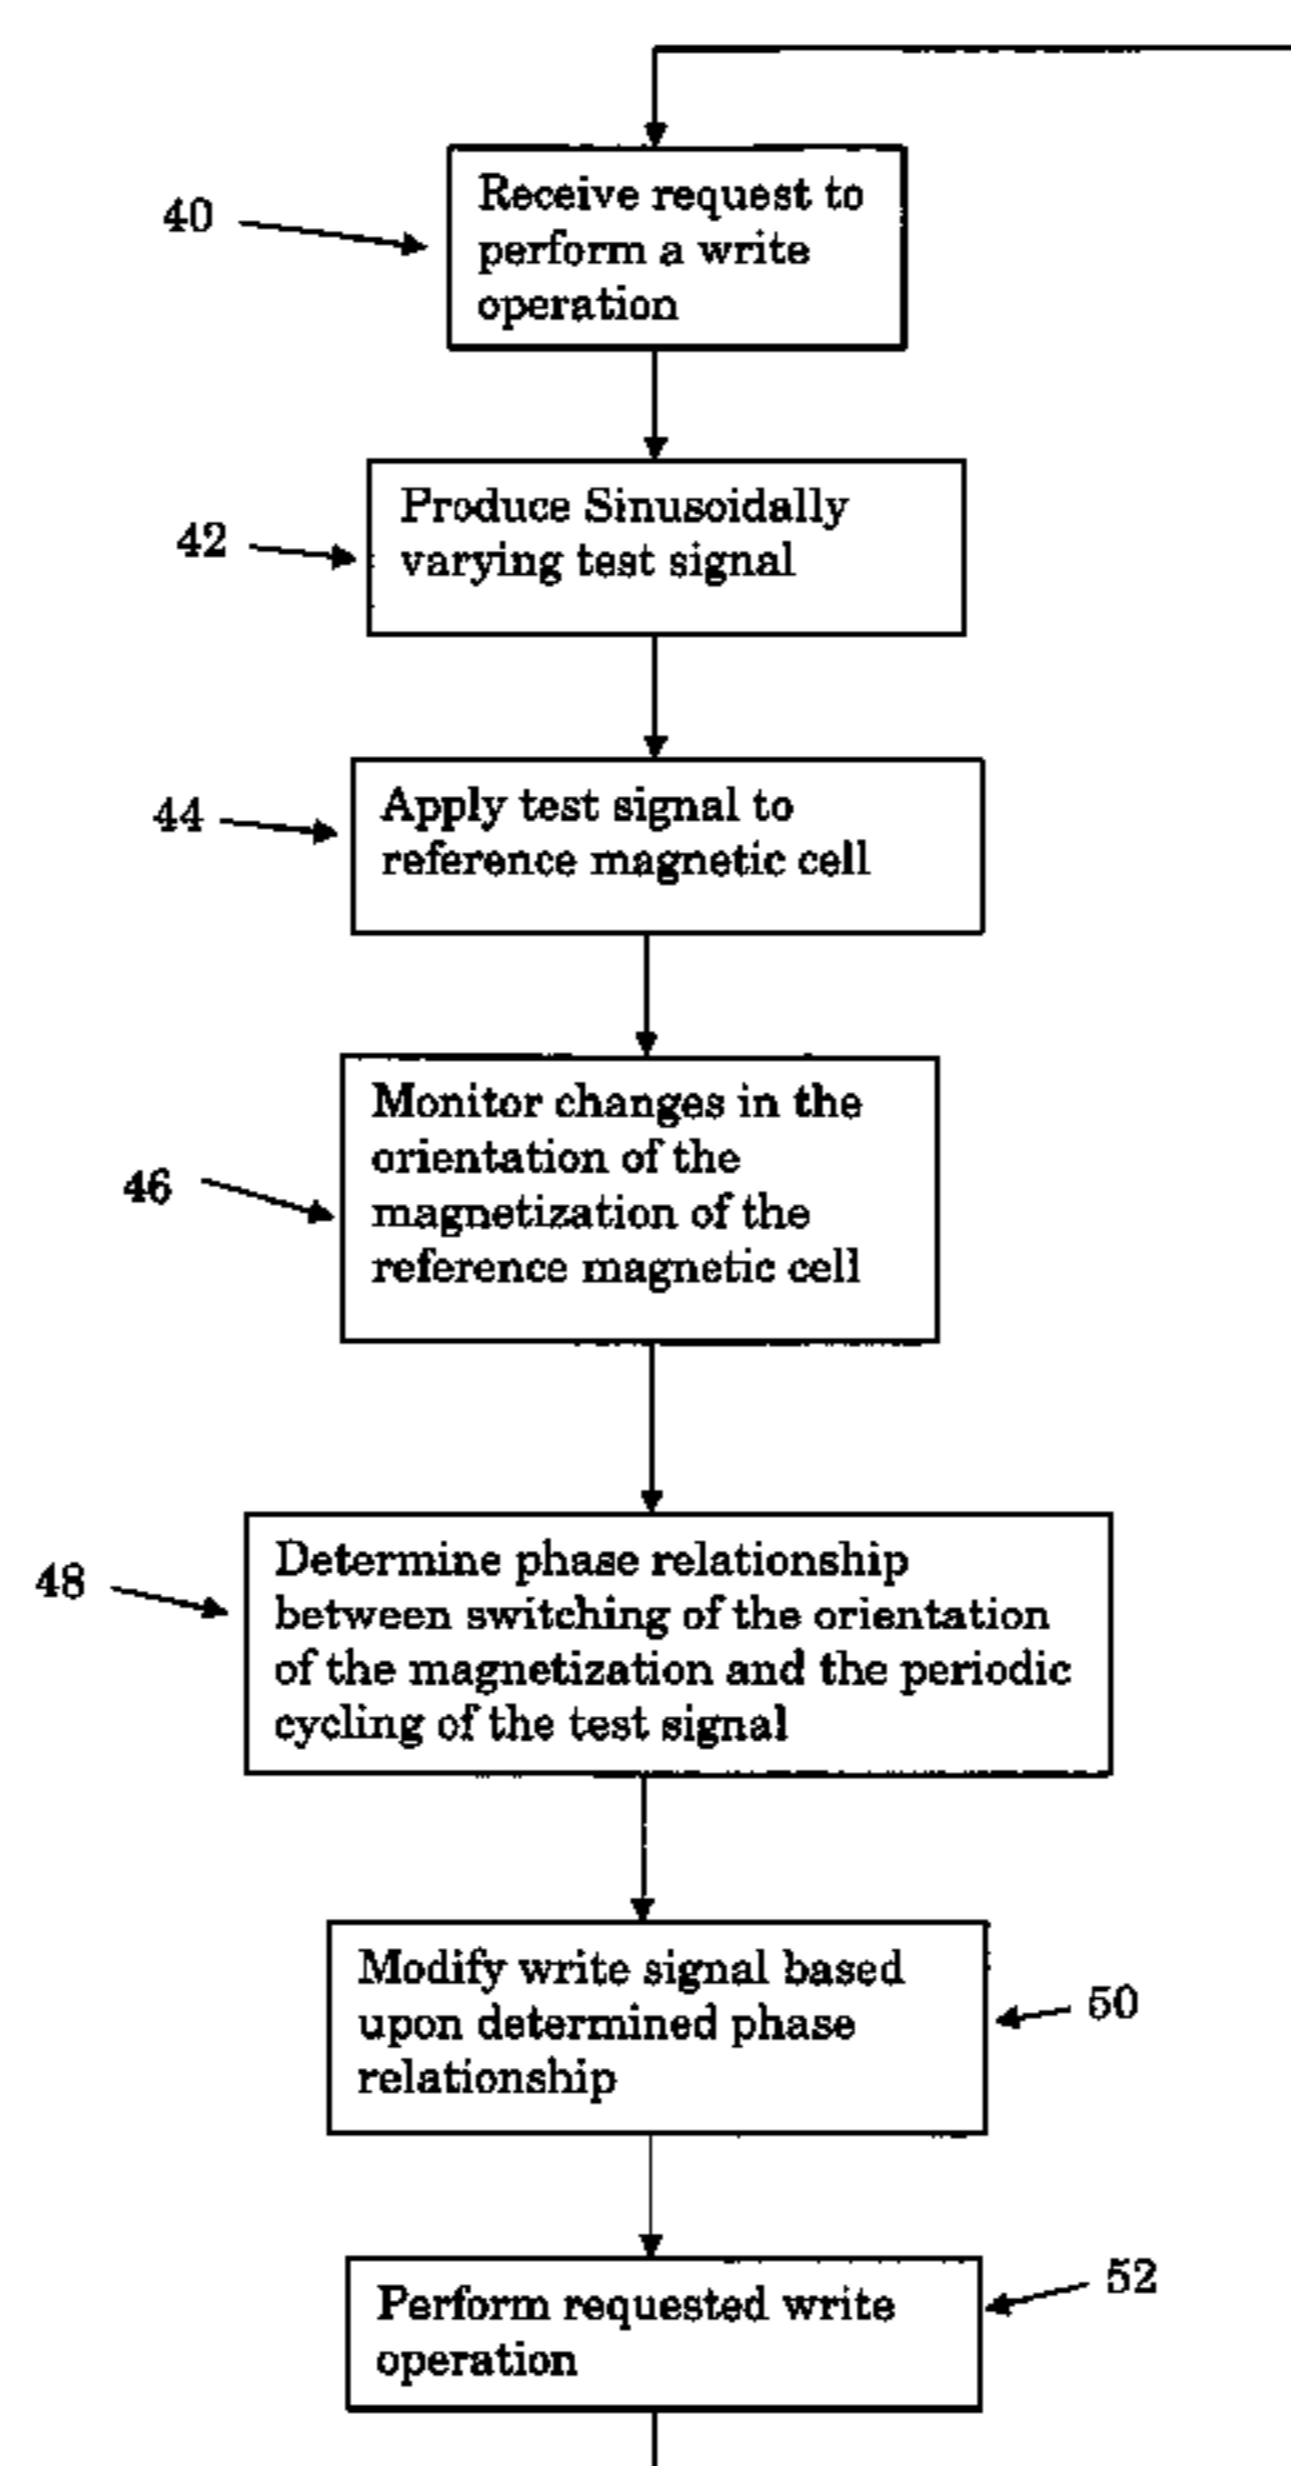 40
Receive request to
perform a write
operation
42
Produce Sinusoidally
varying test signal
44
Apply test signal to
reference magnetic cell
46
Monitor changes in the
orientation of the
magnetization of the
reference magnetic cell
48
Determine phase relationship
between switching of the orientation
of the magnetization and the periodic
cycling of the test signal
Modify write signal based
upon determined phase
relationship
50
Perform requested write
operation
52